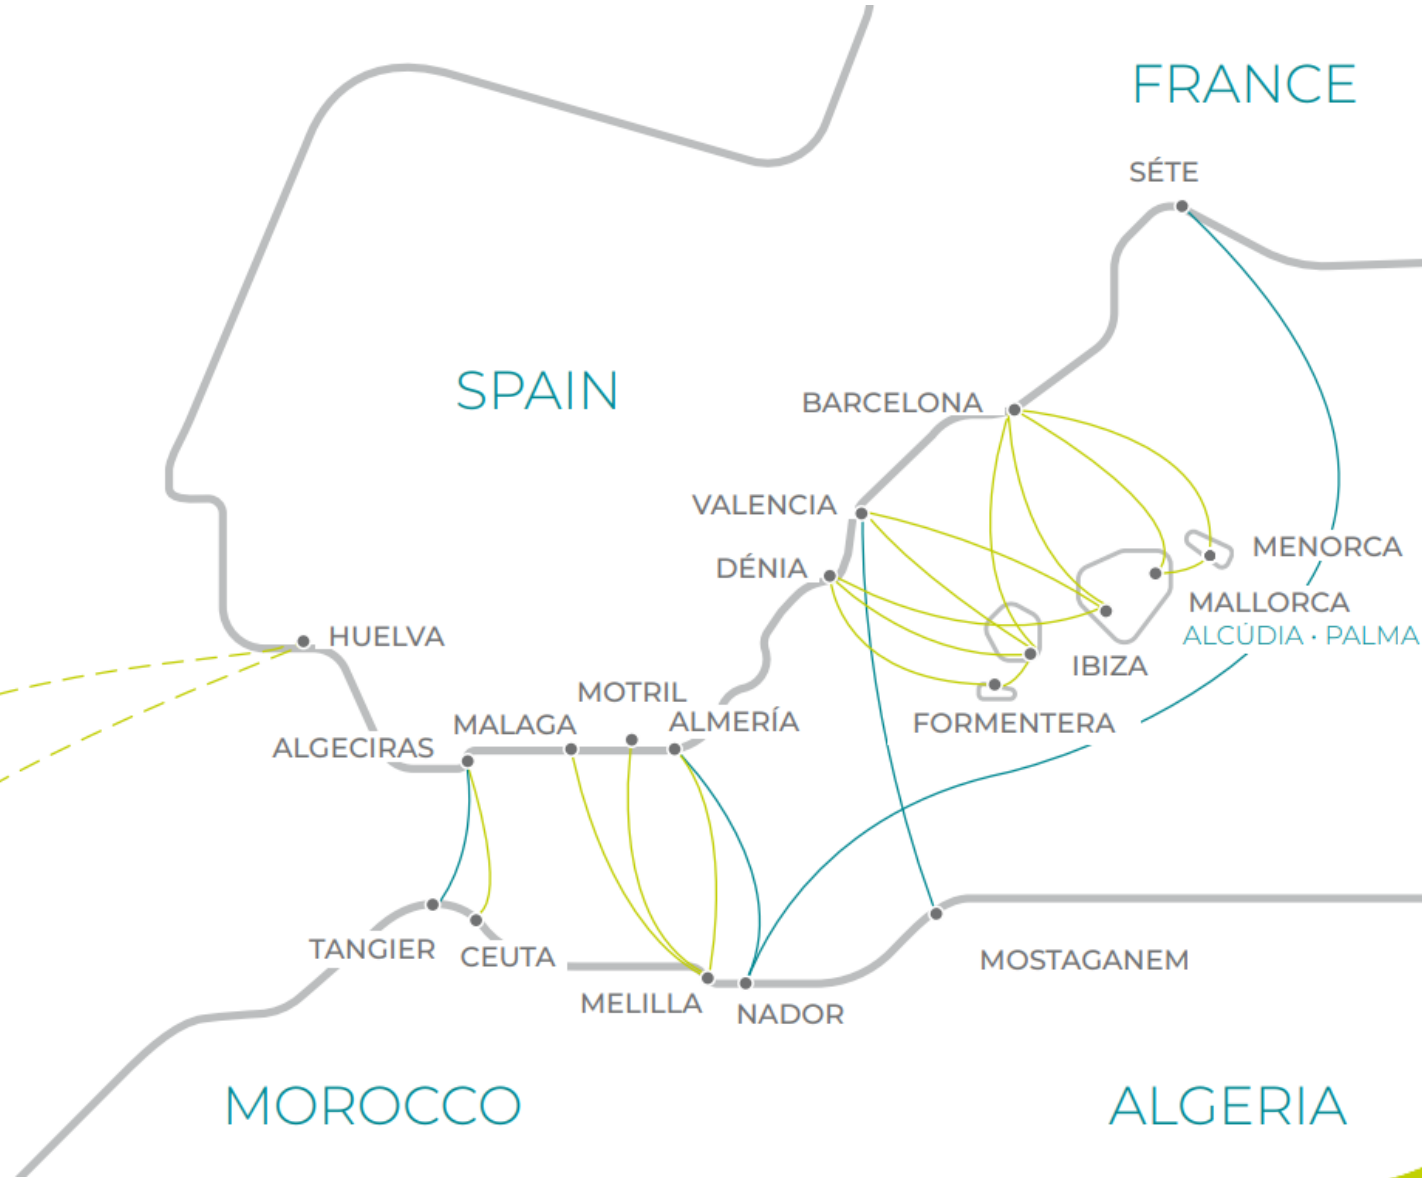 FRANCE
SÉTE
SPAIN
BARCELONA
VALENCIA
MENORCA
DÉNIA
MALLORCA
ALCÚDIA · PALMA
HUELVA
IBIZA
MOTRIL
FORMENTERA
MALAGA
ALMERÍA
ALGECIRAS
TANGIER
CEUTA
MOSTAGANEM
MELILLA
NADOR
MOROCCO
ALGERIA